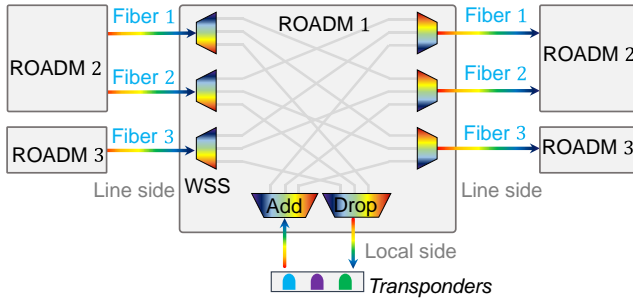 Fiber 1
ROADM 1
Fiber 1
ROADM 2
Fiber 2
Fiber 2
ROADM 2
Fiber 3
Fiber 3
ROADM 3
ROADM 3
Line side
WSS
Line side
Add
Drop
Local side
Transponders